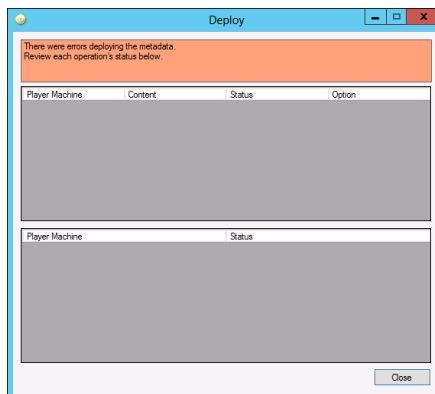 Deploy
There were errors deploying the metadata.
Review each operation's status below.
Player Machine Content Status Option
Player Machine Status
Close